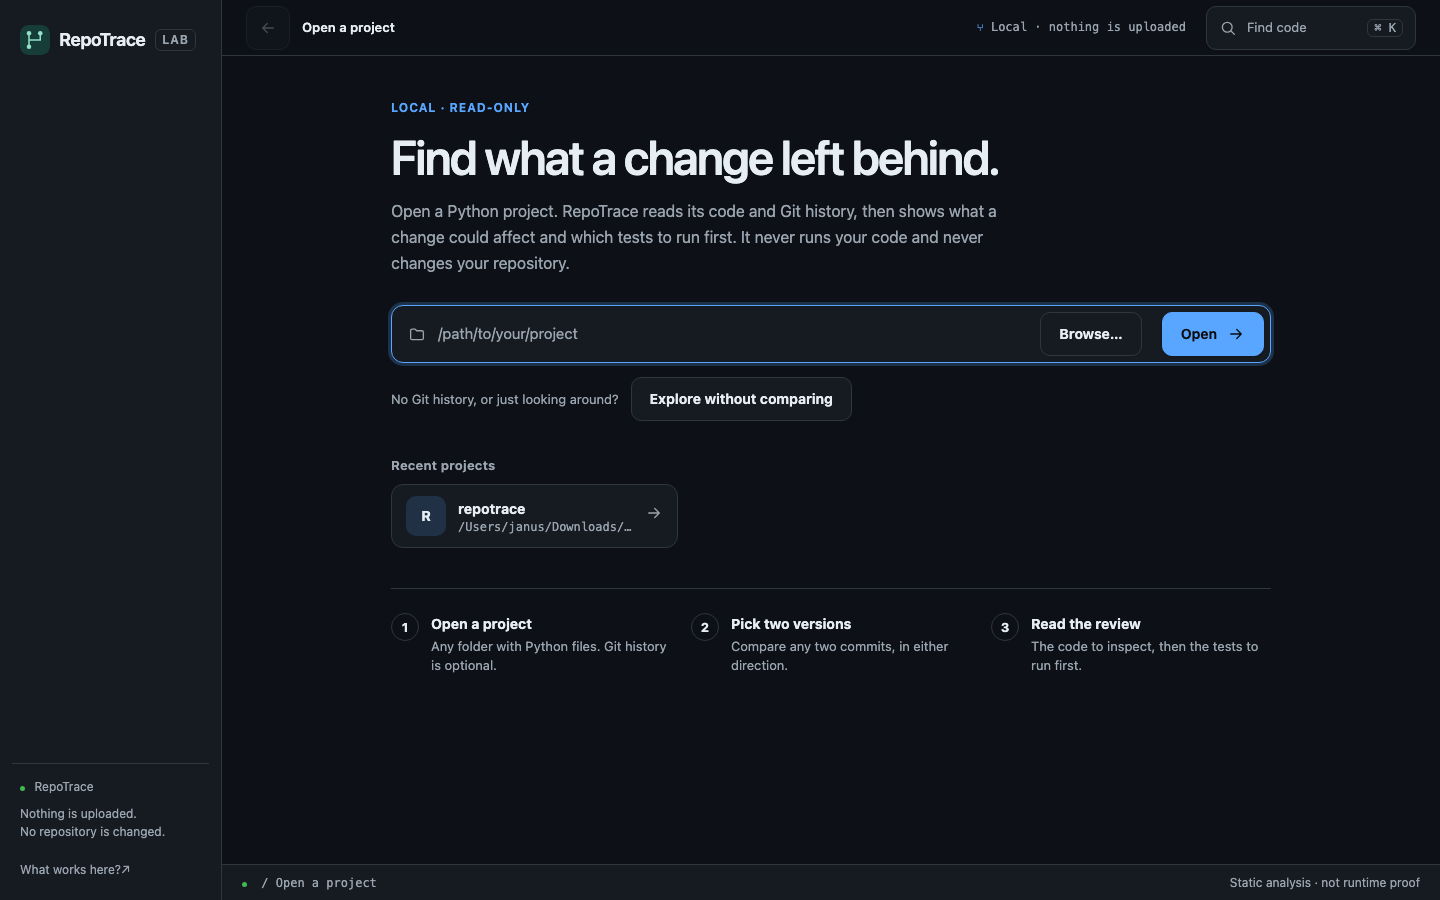 RepoTrace LAB
Open a project
Local · nothing is uploaded
Find code
⌘ K
LOCAL · READ-ONLY
Find what a change left behind.
Open a Python project. RepoTrace reads its code and Git history, then shows what a
change could affect and which tests to run first. It never runs your code and never
changes your repository.
/path/to/your/project
Browse...
Open
No Git history, or just looking around?
Explore without comparing
Recent projects
R
repotrace
/Users/janus/Downloads/…
1
Open a project
Any folder with Python files. Git history
is optional.
2
Pick two versions
Compare any two commits, in either
direction.
3
Read the review
The code to inspect, then the tests to
run first.
RepoTrace
Nothing is uploaded.
No repository is changed.
What works here?↗
/ Open a project
Static analysis · not runtime proof